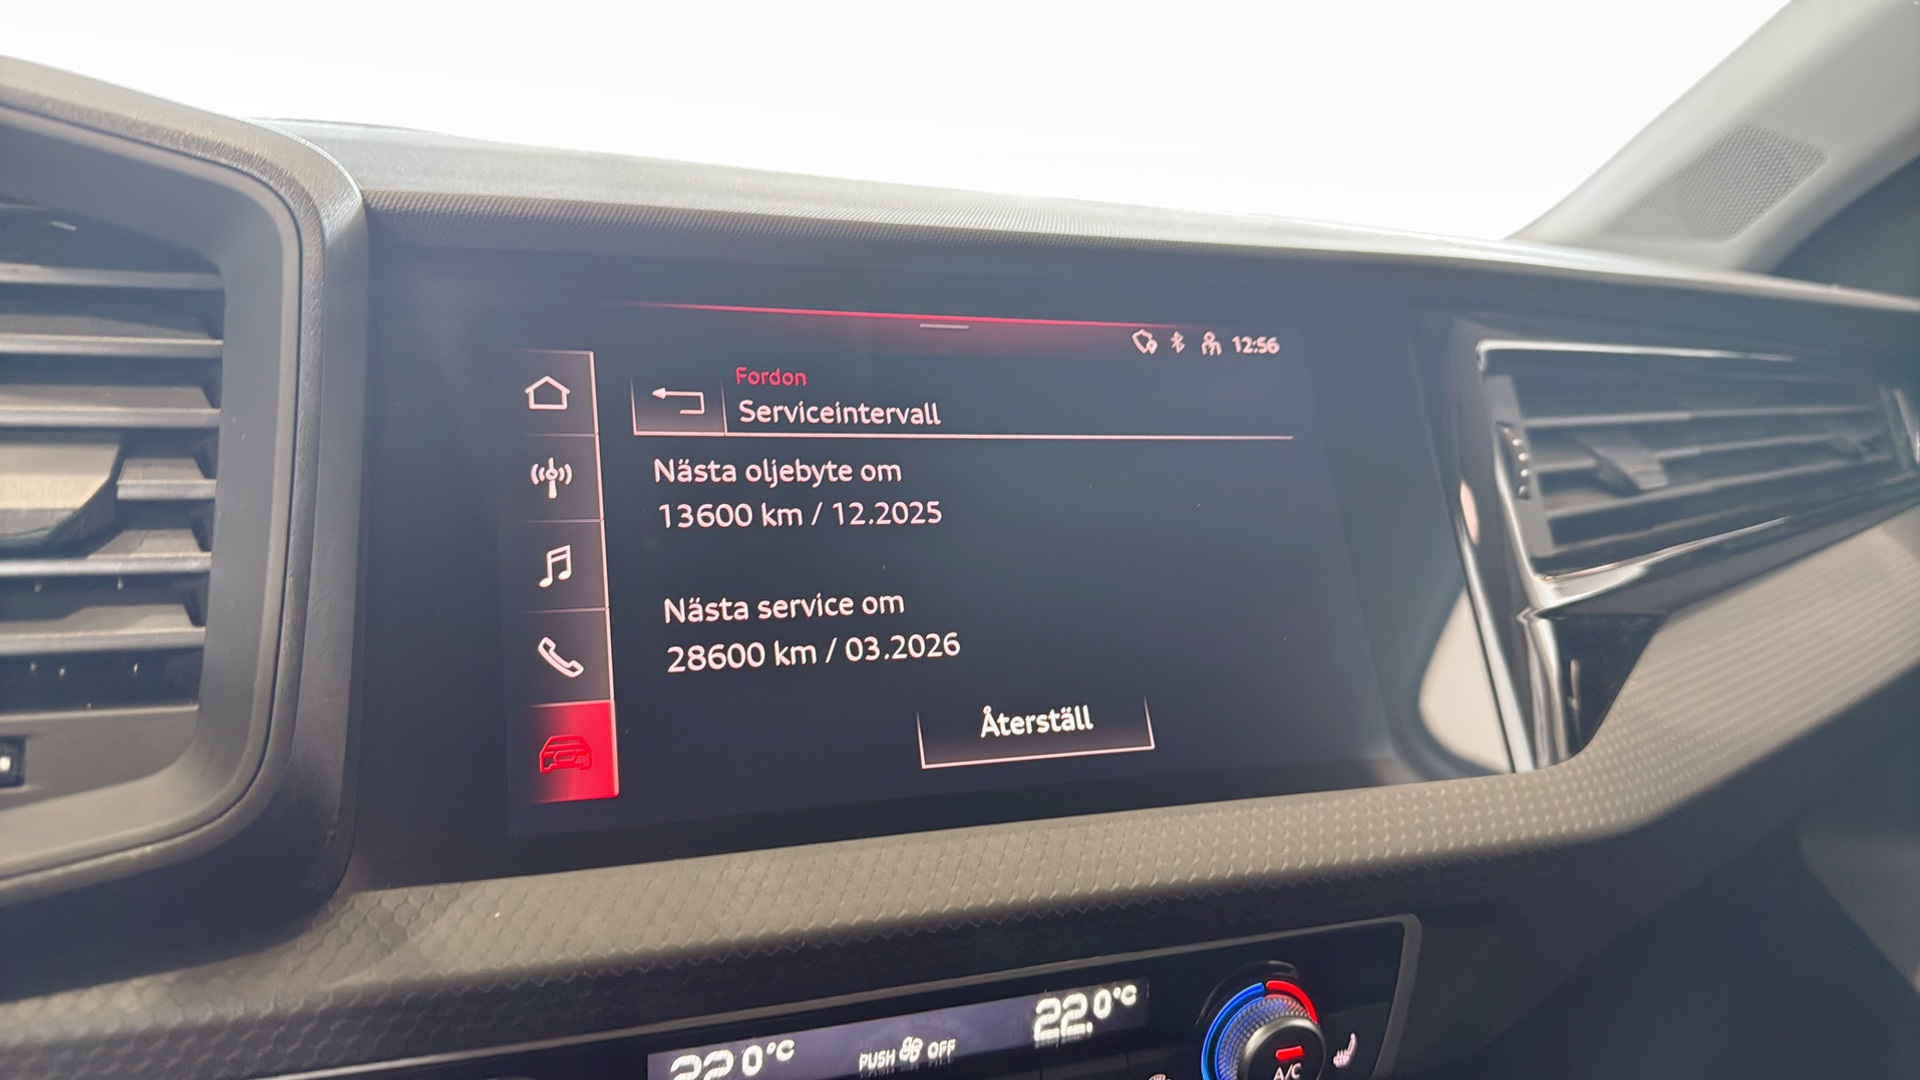 12:56
Fordon
Serviceintervall
Nästa oljebyte om
13600 km / 12.2025
Nästa service om
28600 km / 03.2026
Återställ
22.0°C
22.0°C
PUSH OFF
A/C